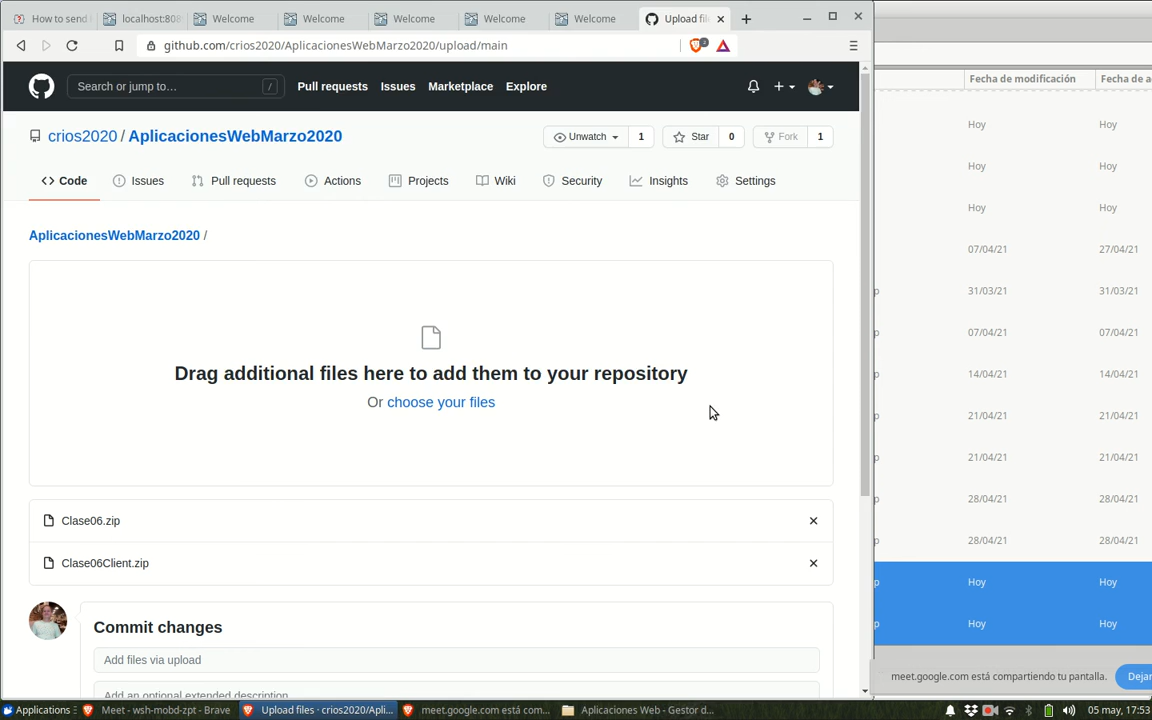 How to send
localhost:808
Welcome
Welcome
Welcome
Welcome
Welcome
Upload file
github.com/crios2020/AplicacionesWebMarzo2020/upload/main
2
Search or jump to…
/
Pull requests
Issues
Marketplace
Explore
crios2020 / AplicacionesWebMarzo2020
Unwatch
1
Star
0
Fork
1
Code
Issues
Pull requests
Actions
Projects
Wiki
Security
Insights
Settings
AplicacionesWebMarzo2020 /
Drag additional files here to add them to your repository
Or choose your files
Clase06.zip
Clase06Client.zip
Commit changes
Add files via upload
Add an optional extended description
Fecha de modificación
Fecha de a
Hoy Hoy
Hoy Hoy
Hoy Hoy
07/04/21 27/04/21
p 31/03/21 31/03/21
p 07/04/21 07/04/21
p 14/04/21 14/04/21
p 21/04/21 21/04/21
p 21/04/21 21/04/21
p 28/04/21 28/04/21
p 28/04/21 28/04/21
p Hoy Hoy
p Hoy Hoy
meet.google.com está compartiendo tu pantalla.
Dejar
Applications
Meet - wsh-mobd-zpt - Brave
Upload files · crios2020/Apli...
meet.google.com está com...
Aplicaciones Web - Gestor d...
05 may, 17:53